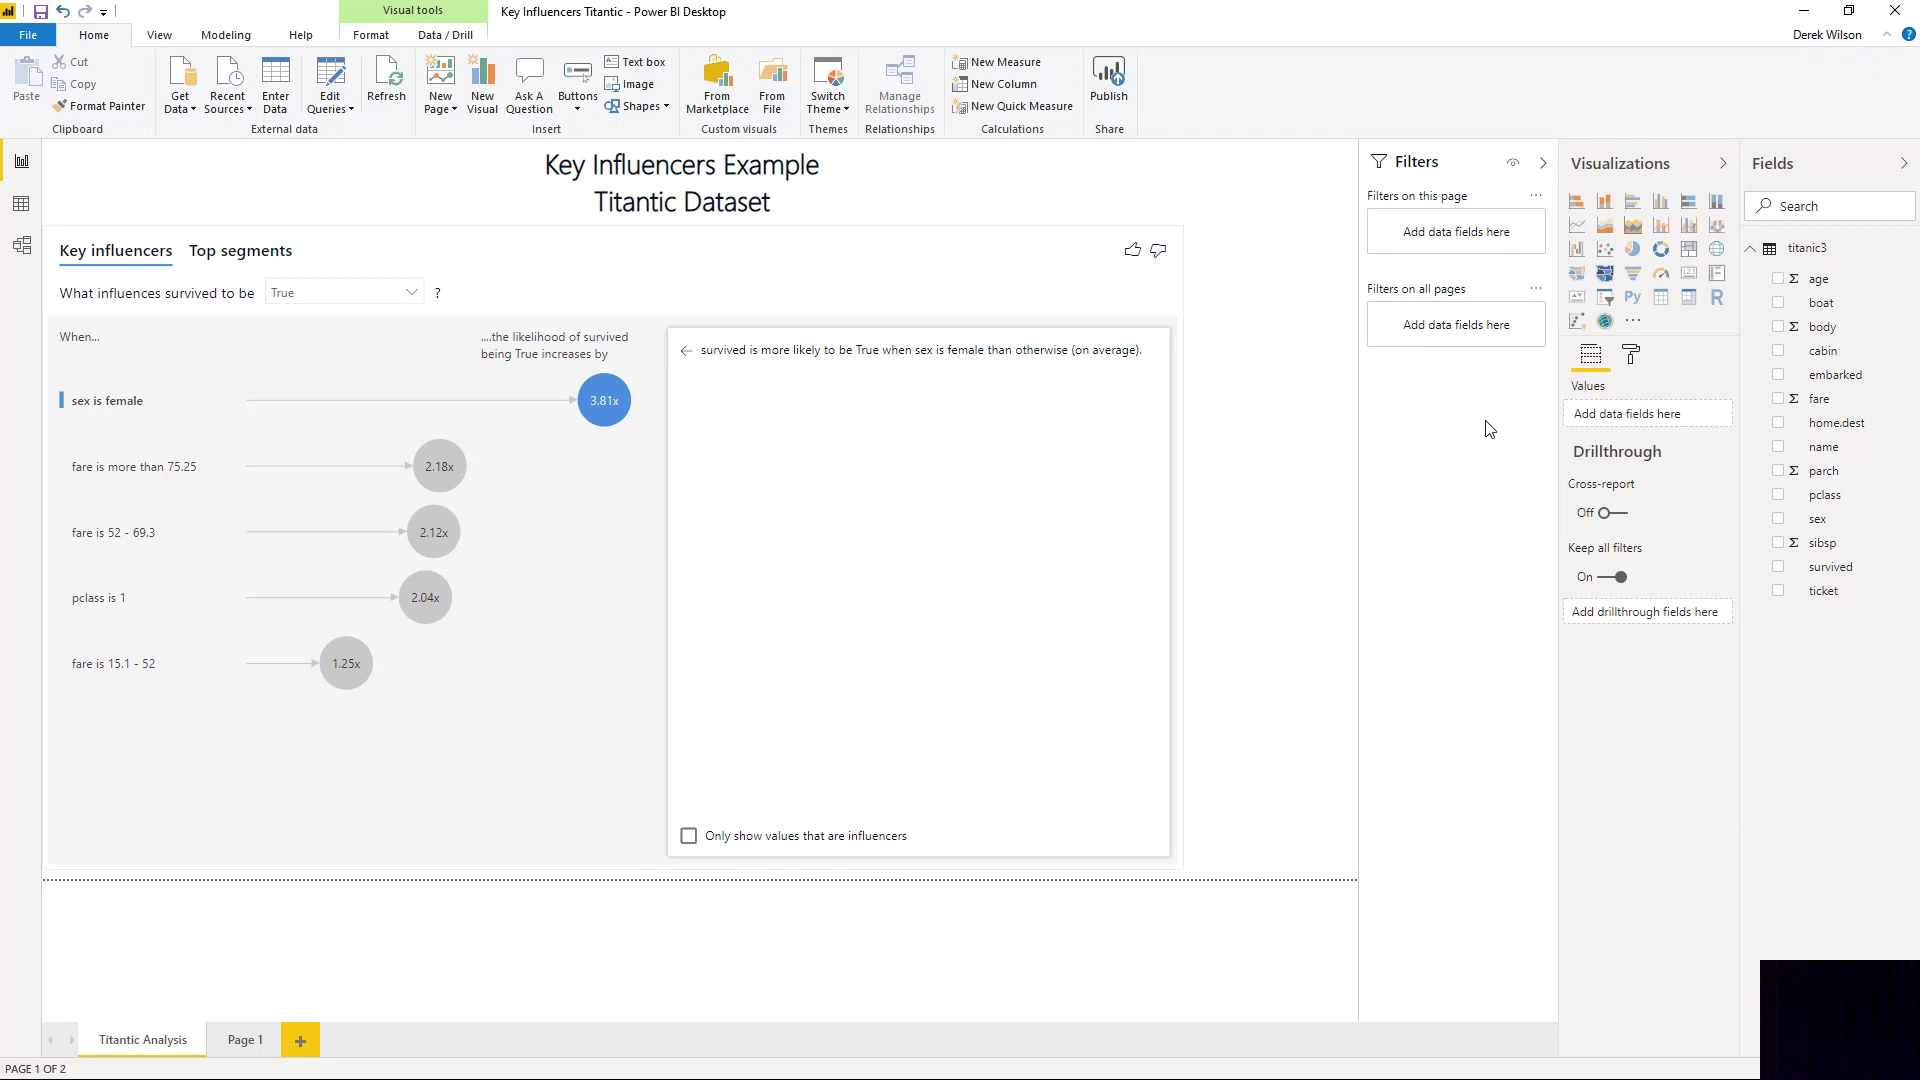 Visual tools
Key Influencers Titantic - Power BI Desktop
File
Home
View
Modeling
Help
Format
Data / Drill
Derek Wilson
?
Paste
Cut
Copy
Format Painter
Clipboard
Get
Data
Recent
Sources
Enter
Data
Edit
Queries
Refresh
External data
New
Page
New
Visual
Ask A
Question
Buttons
Text box
Image
Shapes
Insert
From
Marketplace
From
File
Custom visuals
Switch
Theme
Themes
Manage
Relationships
Relationships
New Measure
New Column
New Quick Measure
Calculations
Publish
Share
Key Influencers Example
Titantic Dataset
Key influencers
Top segments
What influences survived to be
True
?
When...
....the likelihood of survived
being True increases by
sex is female
3.81x
fare is more than 75.25
2.18x
fare is 52 - 69.3
2.12x
pclass is 1
2.04x
fare is 15.1 - 52
1.25x
survived is more likely to be True when sex is female than otherwise (on average).
Only show values that are influencers
Filters
Filters on this page
...
Add data fields here
Filters on all pages
...
Add data fields here
Visualizations
Py
R
...
Values
Add data fields here
Drillthrough
Cross-report
Off
Keep all filters
On
Add drillthrough fields here
Fields
Search
titanic3
Σ age
boat
Σ body
cabin
embarked
Σ fare
home.dest
name
Σ parch
pclass
sex
Σ sibsp
survived
ticket
Titantic Analysis
Page 1
+
PAGE 1 OF 2